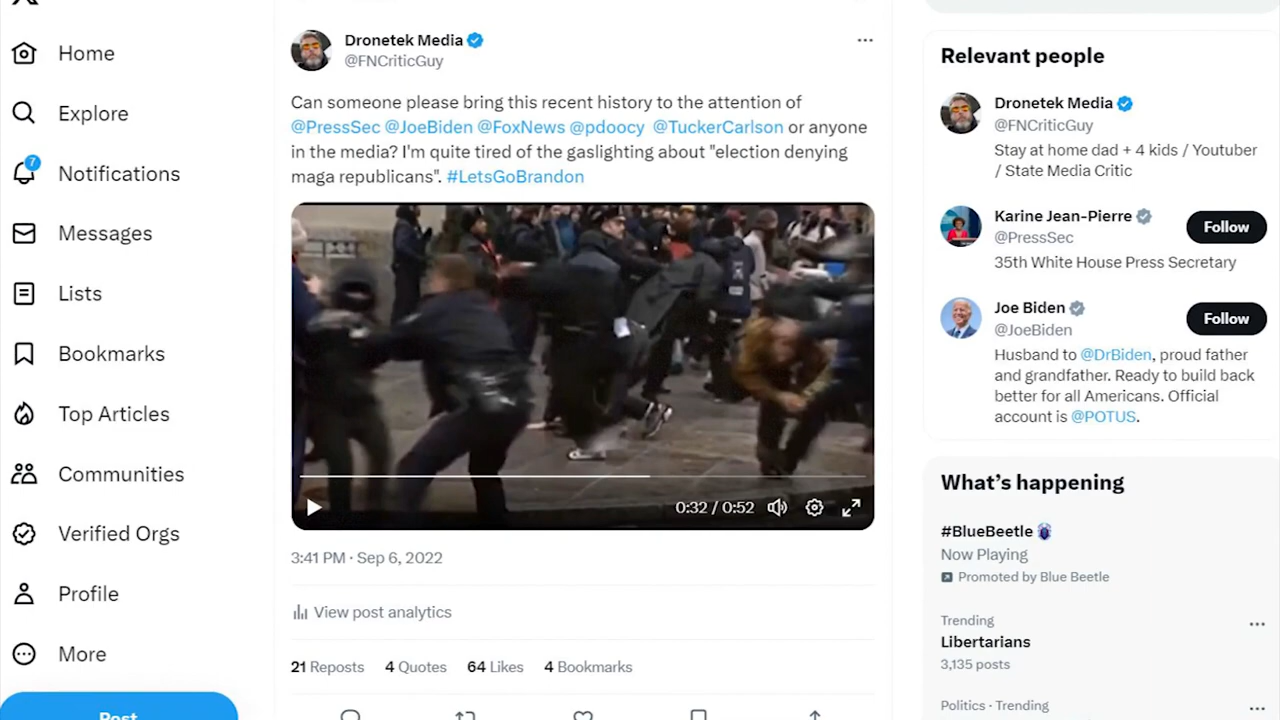 Home
Explore
7
Notifications
Messages
Lists
Bookmarks
Top Articles
Communities
Verified Orgs
Profile
More
Post
Dronetek Media
@FNCriticGuy
Can someone please bring this recent history to the attention of
@PressSec @JoeBiden @FoxNews @pdoocy @TuckerCarlson or anyone
in the media? I'm quite tired of the gaslighting about "election denying
maga republicans". #LetsGoBrandon
0:32 / 0:52
3:41 PM · Sep 6, 2022
View post analytics
21 Reposts 4 Quotes 64 Likes 4 Bookmarks
Relevant people
Dronetek Media
@FNCriticGuy
Stay at home dad + 4 kids / Youtuber
/ State Media Critic
Karine Jean-Pierre
@PressSec
Follow
35th White House Press Secretary
Joe Biden
@JoeBiden
Follow
Husband to @DrBiden, proud father
and grandfather. Ready to build back
better for all Americans. Official
account is @POTUS.
What's happening
#BlueBeetle
Now Playing
Promoted by Blue Beetle
Trending
Libertarians
3,135 posts
Politics · Trending